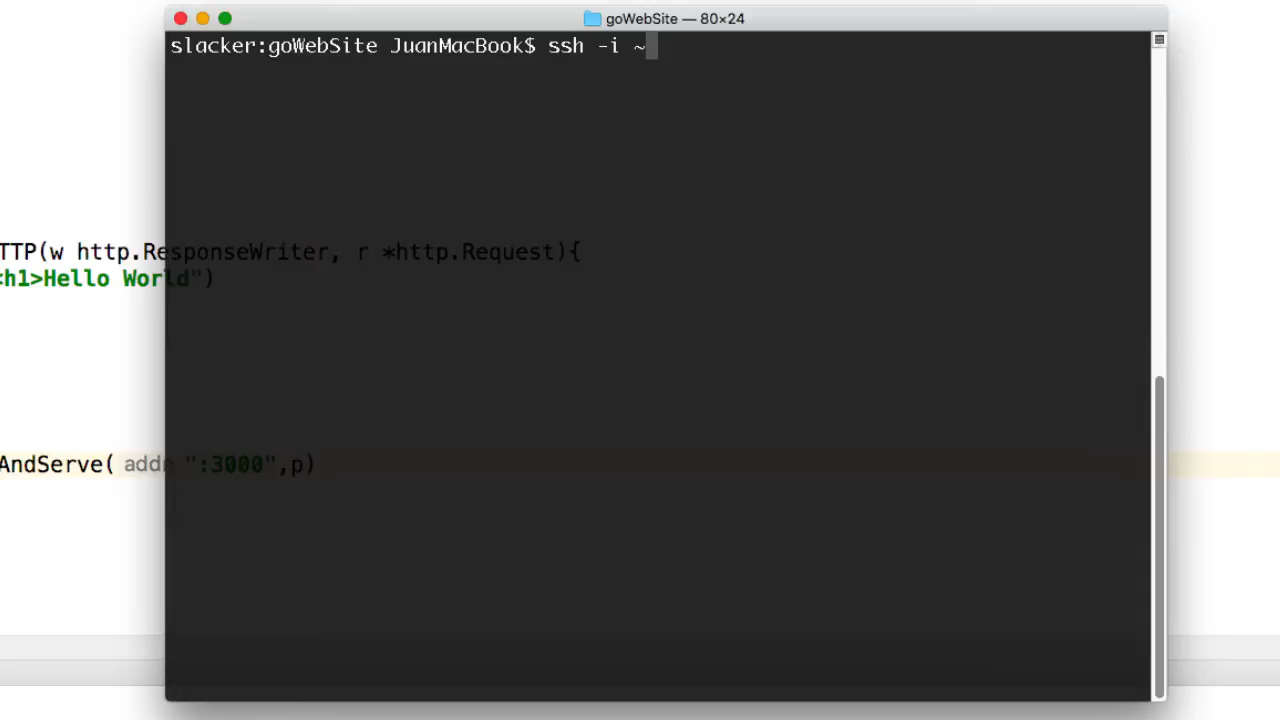 goWebSite — 80×24
slacker:goWebSite JuanMacBook$ ssh -i ~
TTP(w http.ResponseWriter, r *http.Request){
<h1>Hello World")
AndServe( addr ":3000",p)